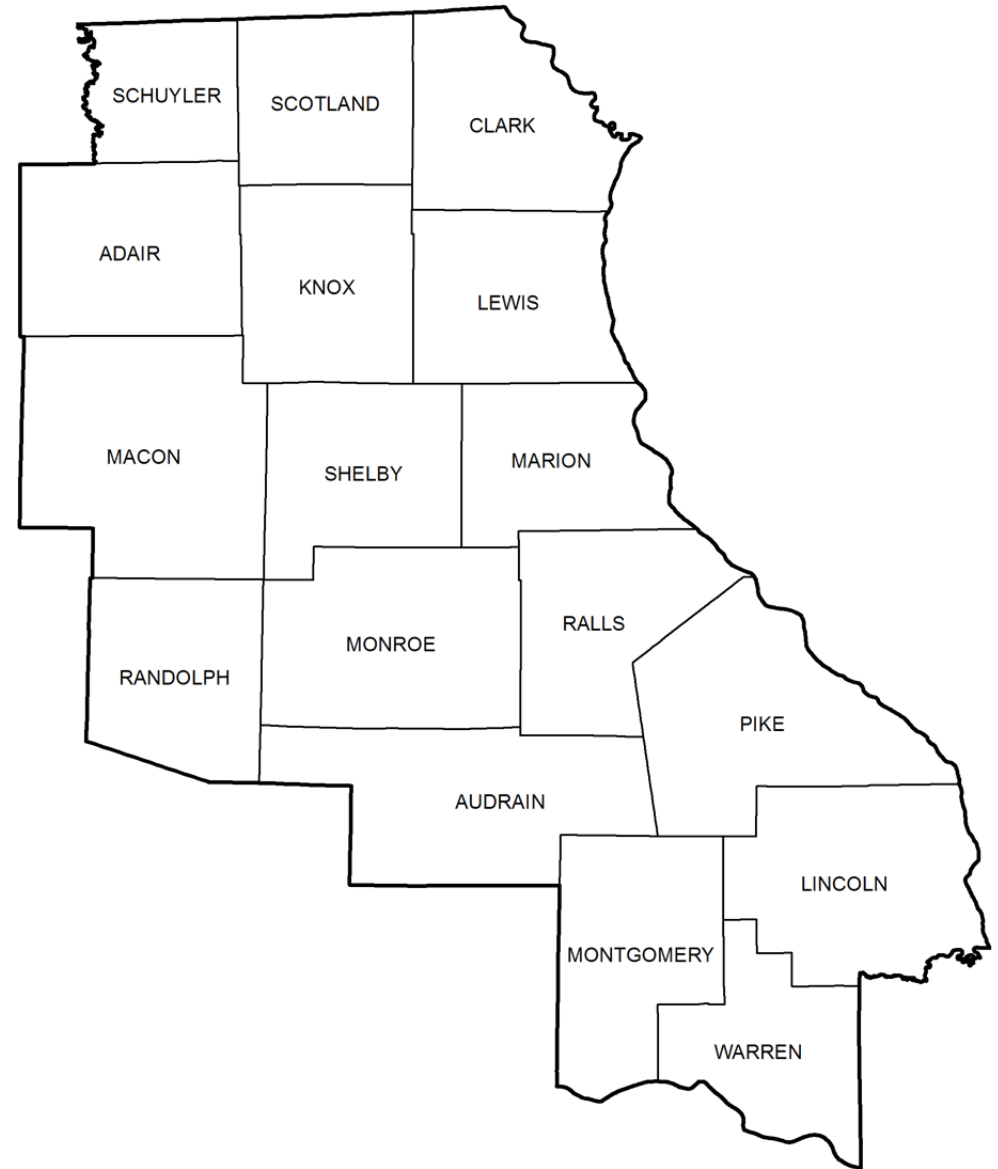 SCHUYLER
SCOTLAND
CLARK
ADAIR
KNOX
LEWIS
MACON
SHELBY
MARION
RANDOLPH
MONROE
RALLS
PIKE
AUDRAIN
LINCOLN
MONTGOMERY
WARREN